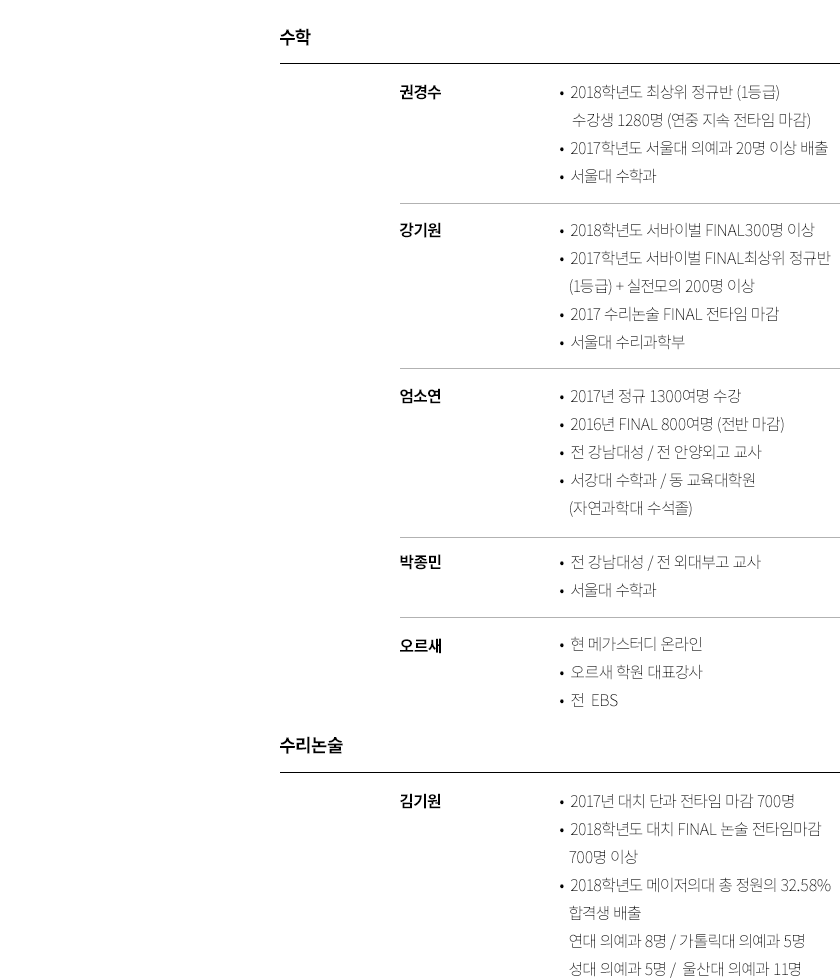 수학
권경수
• 2018학년도 최상위 정규반 (1등급)
수강생 1280명 (연중 지속 전타임 마감)
• 2017학년도 서울대 의예과 20명 이상 배출
• 서울대 수학과
강기원
• 2018학년도 서바이벌 FINAL300명 이상
• 2017학년도 서바이벌 FINAL최상위 정규반
(1등급) + 실전모의 200명 이상
• 2017 수리논술 FINAL 전타임 마감
• 서울대 수리과학부
엄소연
• 2017년 정규 1300여명 수강
• 2016년 FINAL 800여명 (전반 마감)
• 전 강남대성 / 전 안양외고 교사
• 서강대 수학과 / 동 교육대학원
(자연과학대 수석졸)
박종민
• 전 강남대성 / 전 외대부고 교사
• 서울대 수학과
오르새
• 현 메가스터디 온라인
• 오르새 학원 대표강사
• 전 EBS
수리논술
김기원
• 2017년 대치 단과 전타임 마감 700명
• 2018학년도 대치 FINAL 논술 전타임마감
700명 이상
• 2018학년도 메이저의대 총 정원의 32.58%
합격생 배출
연대 의예과 8명 / 가톨릭대 의예과 5명
성대 의예과 5명 / 울산대 의예과 11명